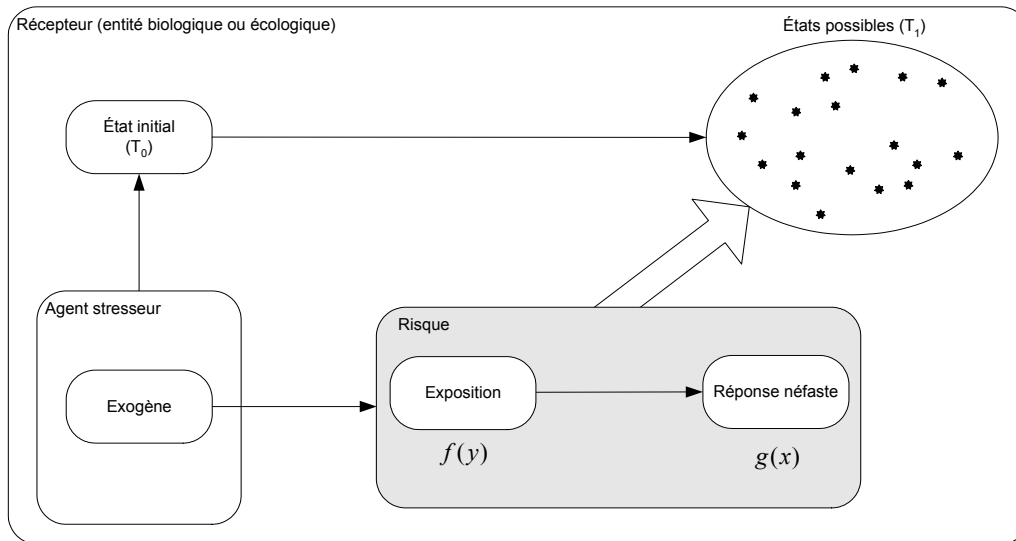 Récepteur (entité biologique ou écologique)
États possibles (T1)
État initial
(T0)
Agent stresseur
Exogène
Risque
Exposition
Réponse néfaste
f(y)
g(x)